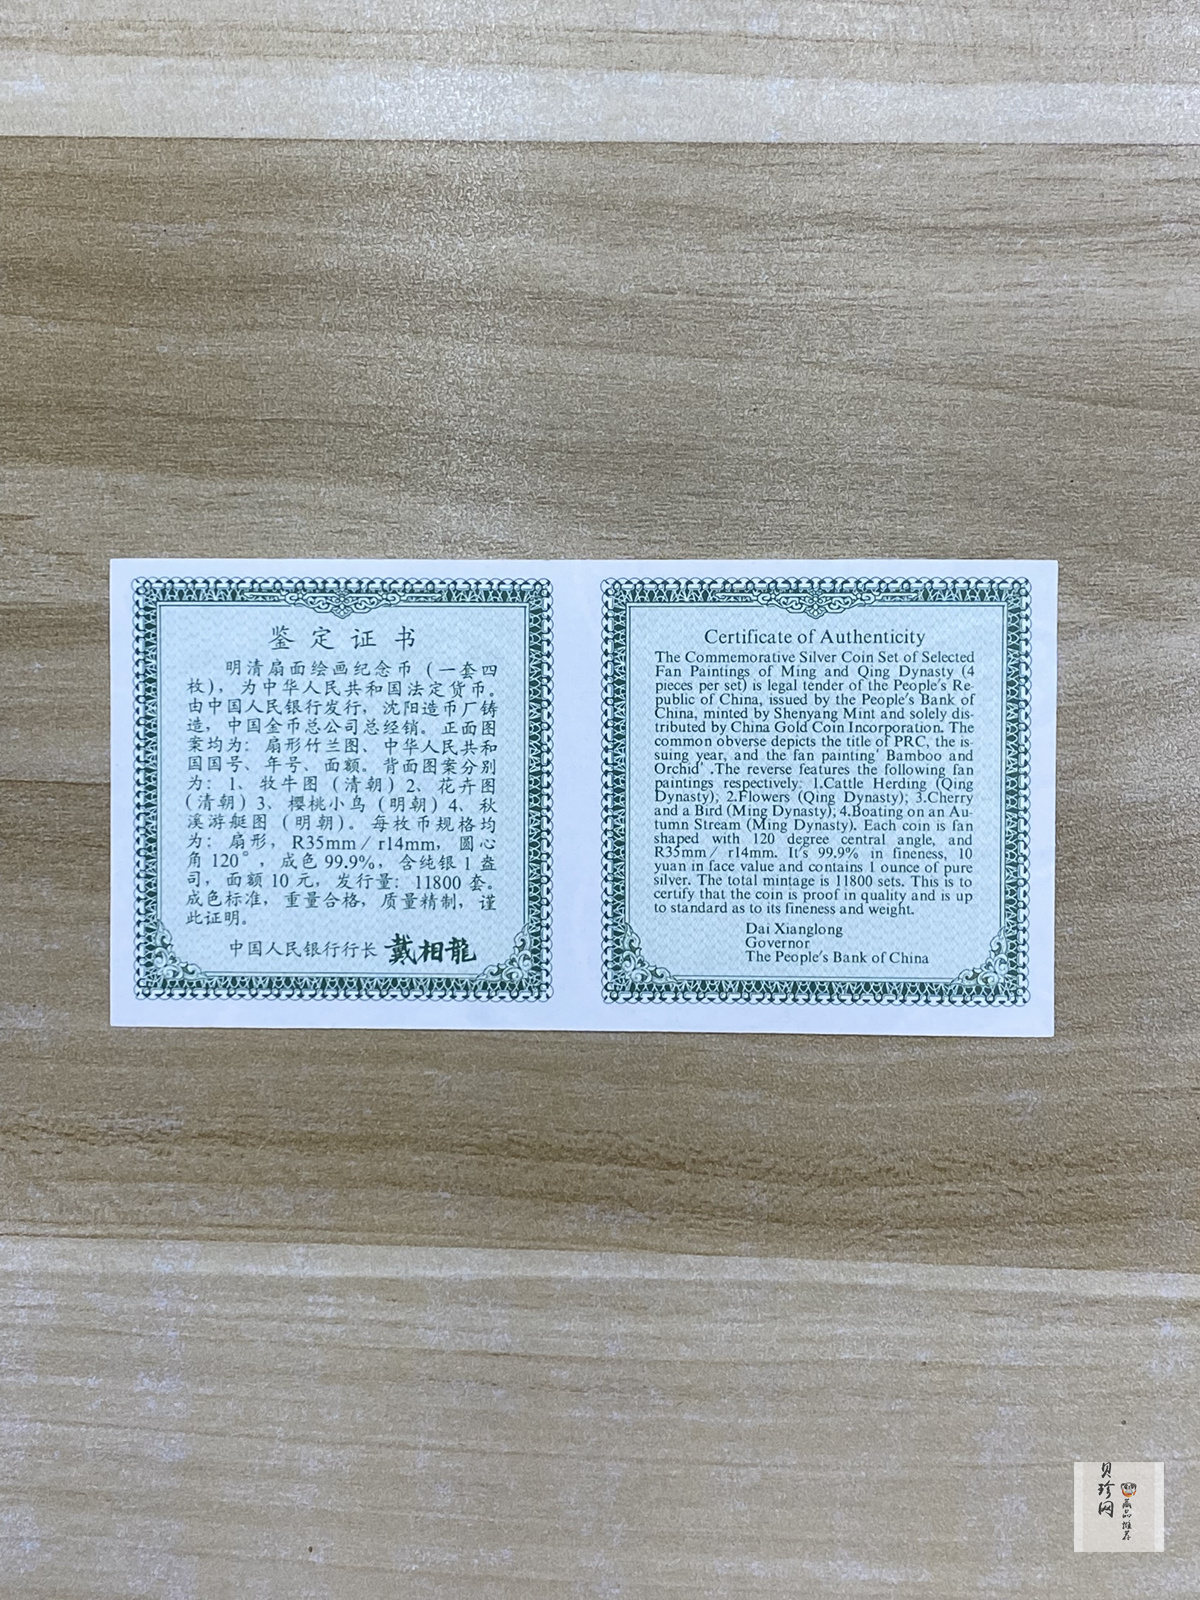 鉴定证书
明清扇面绘画纪念币（一套四
枚），为中华人民共和国法定货币。
由中国人民银行发行，沈阳造币厂铸
造，中国金币总公司总经销。正面图
案均为：扇形竹兰图、中华人民共和
国国号、年号、面额。背面图案分别
为：1、牧牛图（清朝）2、花卉图
（清朝）3、樱桃小鸟（明朝）4、秋
溪游艇图（明朝）。每枚币规格均
为：扇形，R35mm／r14mm，圆心
角120°，成色99.9%，含纯银1盎
司，面额10元，发行量：11800套。
成色标准，重量合格，质量精制，谨
此证明。
中国人民银行行长 戴相龍
Certificate of Authenticity
The Commemorative Silver Coin Set of Selected
Fan Paintings of Ming and Qing Dynasty (4
pieces per set) is legal tender of the People's Re-
public of China, issued by the People's Bank of
China, minted by Shenyang Mint and solely dis-
tributed by China Gold Coin Incorporation. The
common obverse depicts the title of PRC, the is-
suing year, and the fan painting' Bamboo and
Orchid' .The reverse features the following fan
paintings respectively: 1.Cattle Herding (Qing
Dynasty); 2.Flowers (Qing Dynasty); 3.Cherry
and a Bird (Ming Dynasty); 4.Boating on an Au-
tumn Stream (Ming Dynasty). Each coin is fan
shaped with 120 degree central angle, and
R35mm／r14mm. It's 99.9% in fineness, 10
yuan in face value and contains 1 ounce of pure
silver. The total mintage is 11800 sets. This is to
certify that the coin is proof in quality and is up
to standard as to its fineness and weight.
Dai Xianglong
Governor
The People's Bank of China
贝珍网
藏品推荐